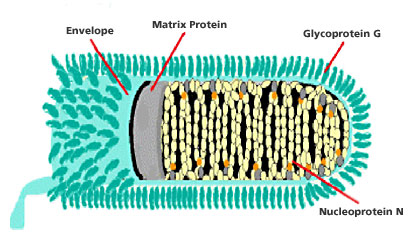 Matrix Protein
Envelope
Glycoprotein G
Nucleoprotein N